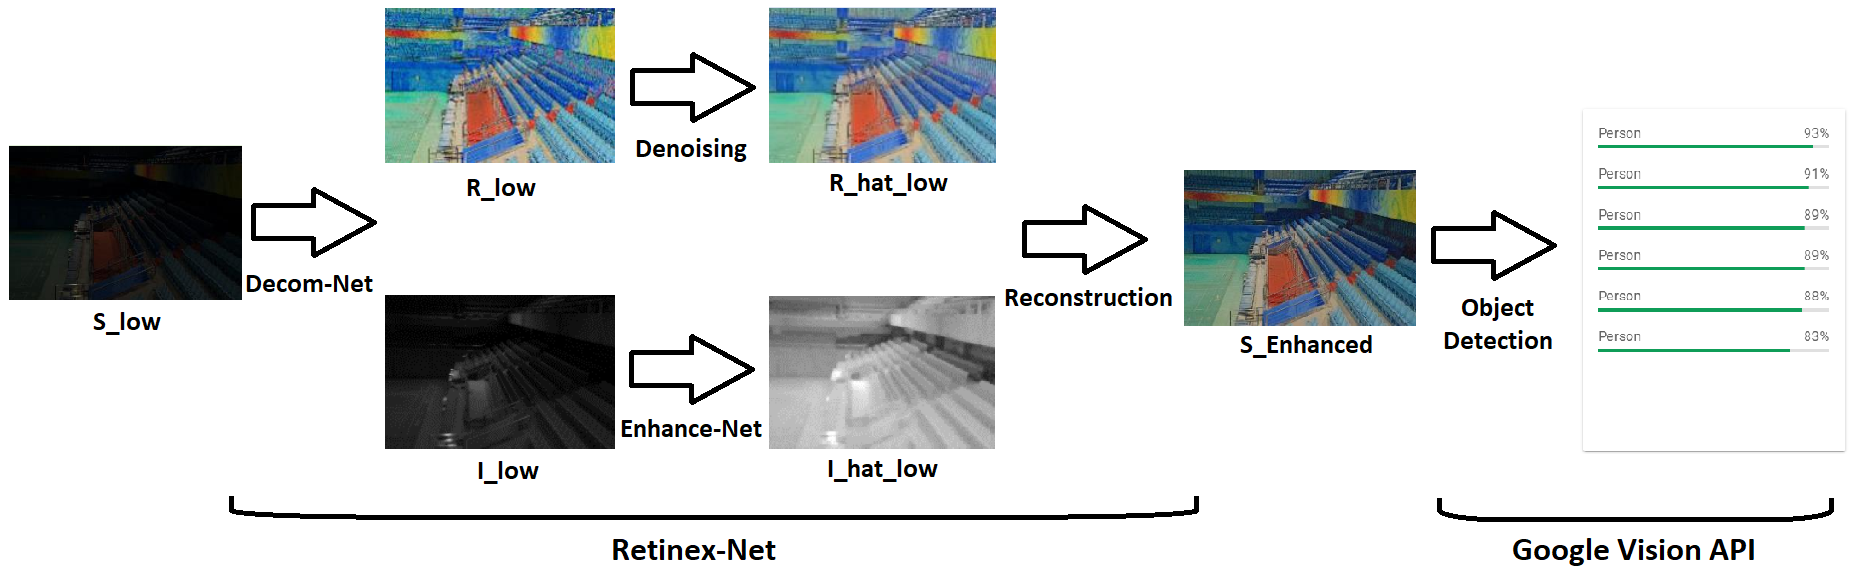 S_low
Decom-Net
R_low
Denoising
R_hat_low
I_low
Enhance-Net
I_hat_low
Reconstruction
S_Enhanced
Object
Detection
Person 93%
Person 91%
Person 89%
Person 89%
Person 88%
Person 83%
Retinex-Net
Google Vision API